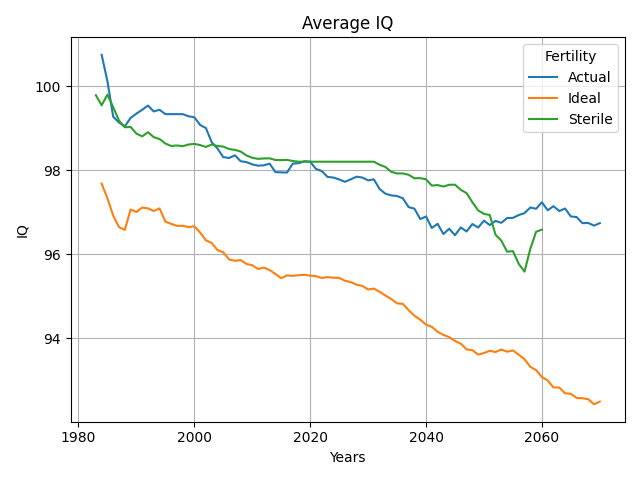 Average IQ
Fertility
Actual
Ideal
Sterile
100
98
96
94
IQ
1980
2000
2020
2040
2060
Years